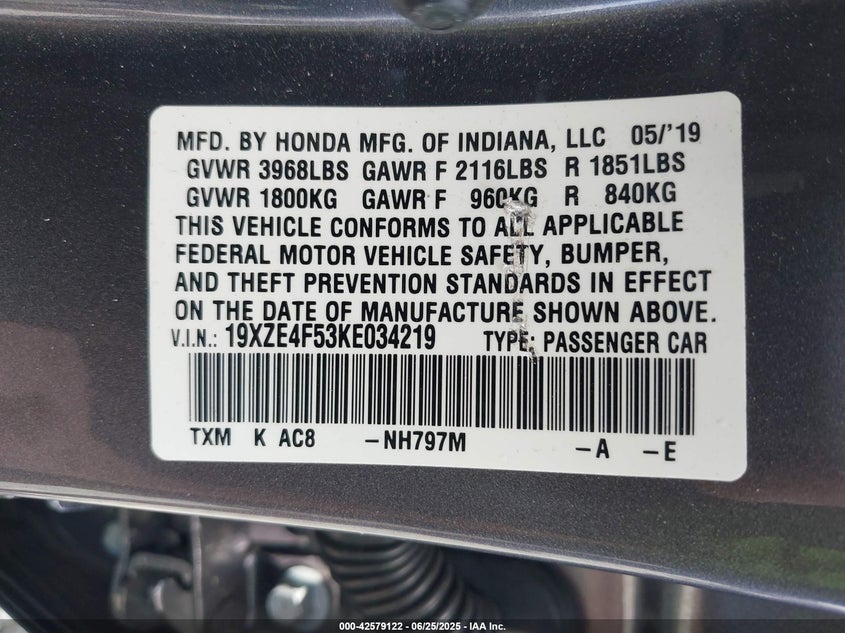 MFD. BY HONDA MFG. OF INDIANA, LLC 05/'19
GVWR 3968LBS GAWR F 2116LBS R 1851LBS
GVWR 1800KG GAWR F 960KG R 840KG
THIS VEHICLE CONFORMS TO ALL APPLICABLE
FEDERAL MOTOR VEHICLE SAFETY, BUMPER,
AND THEFT PREVENTION STANDARDS IN EFFECT
ON THE DATE OF MANUFACTURE SHOWN ABOVE.
V.I.N.: 19XZE4F53KE034219 TYPE: PASSENGER CAR
TXM K AC8 -NH797M -A -E
000-42579122 / 06/25/2025 - IAA Inc.